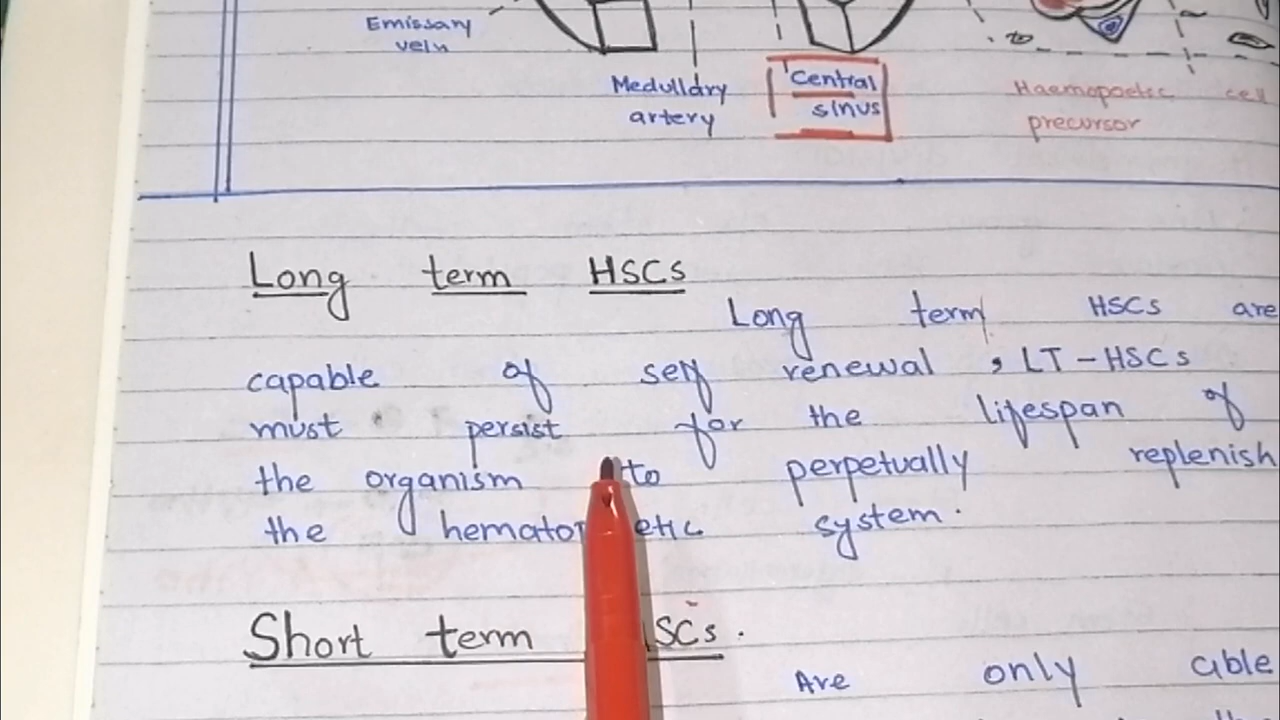 Emissary
vein
Medulldry
artery
Central
sinus
Haemopoetic cell
precursor
Long term HSCs
Long term HSCs are
capable of self renewal , LT-HSCs
must persist for the lifespan of
the organism to perpetually replenish
the system.
Short term
Are only able